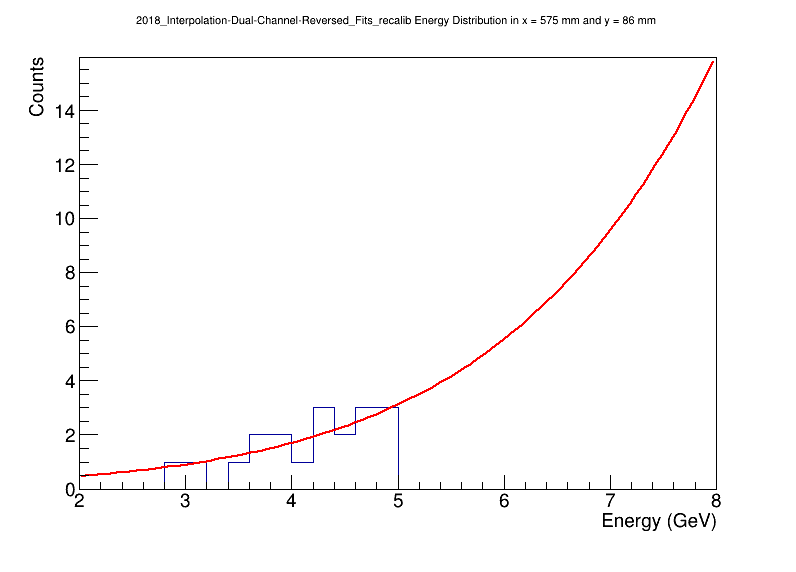 2018_Interpolation-Dual-Channel-Reversed_Fits_recalib Energy Distribution in x = 575 mm and y = 86 mm
Counts
14
12
10
8
6
4
2
0
2 3 4 5 6 7 8
Energy (GeV)